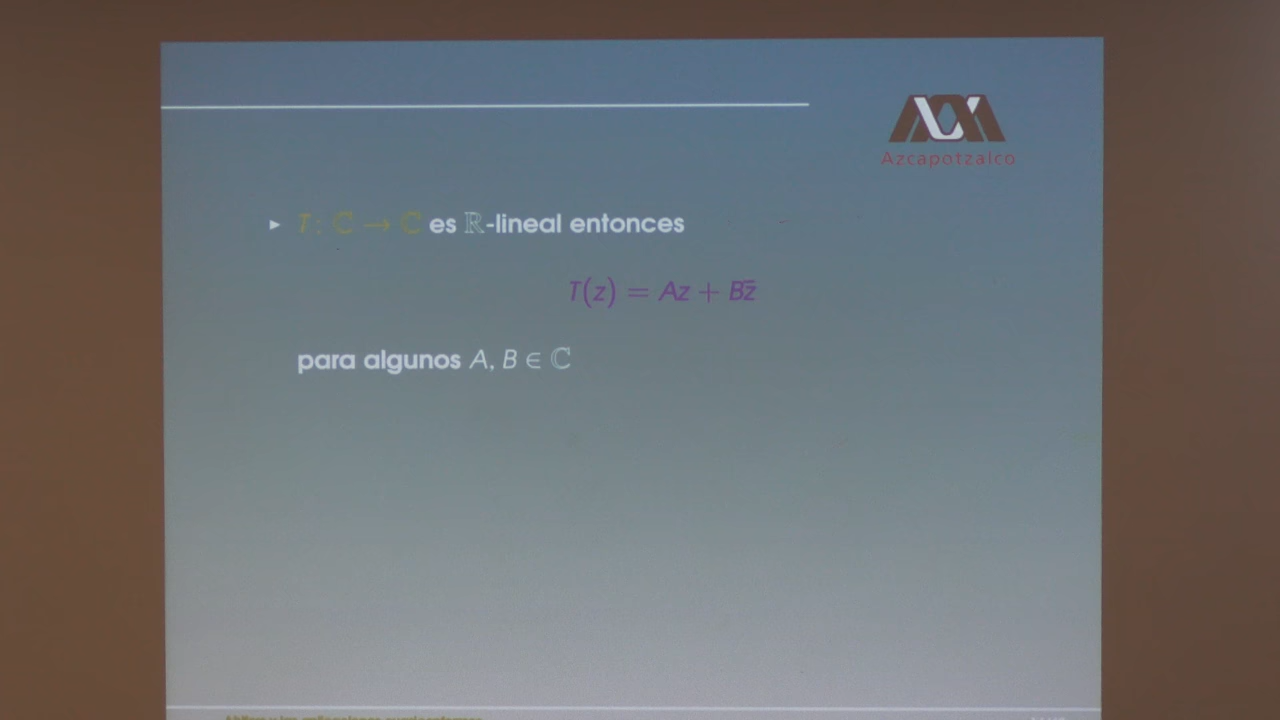 Azcapotzalco
▸ T: ℂ → ℂ es ℝ-lineal entonces
T(z) = Az + Bz̄
para algunos A, B ∈ ℂ